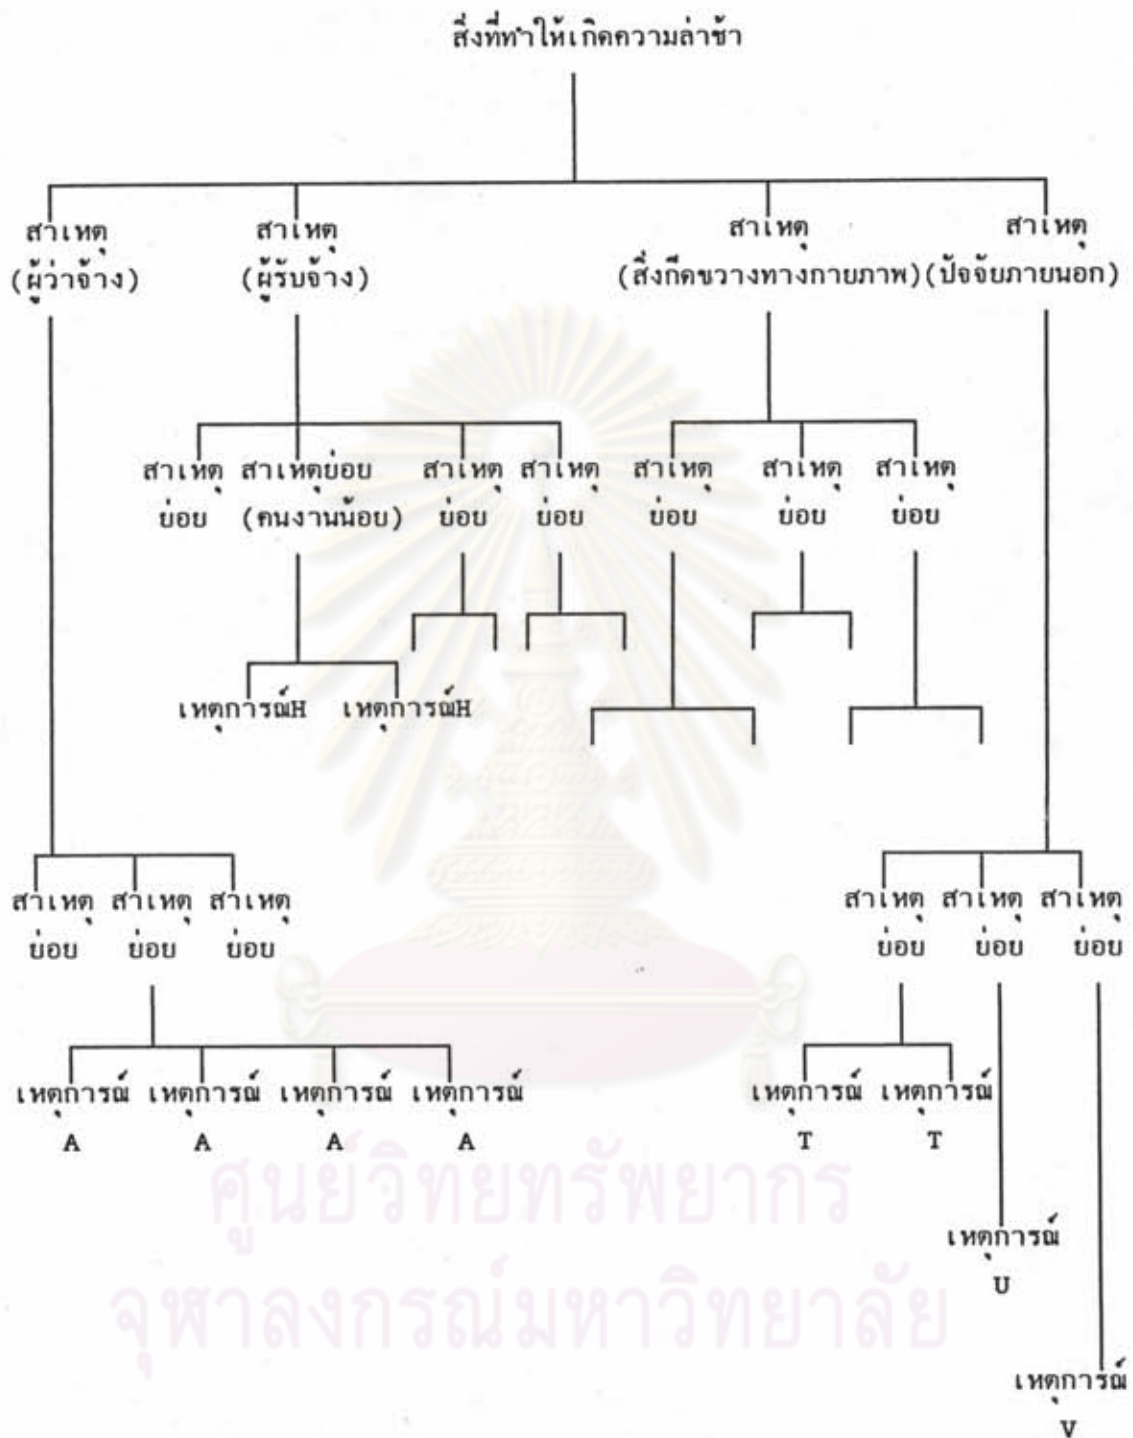 สิ่งที่ทำให้เกิดความล่าช้า
สาเหตุ สาเหตุ สาเหตุ สาเหตุ
(ผู้ว่าจ้าง) (ผู้รับจ้าง) (สิ่งกีดขวางทางกายภาพ) (ปัจจัยภายนอก)
สาเหตุ สาเหตุย่อย สาเหตุ สาเหตุ สาเหตุ สาเหตุ สาเหตุ
ย่อย (คนงานน้อย) ย่อย ย่อย ย่อย ย่อย ย่อย
เหตุการณ์H เหตุการณ์H
สาเหตุ สาเหตุ สาเหตุ สาเหตุ สาเหตุ สาเหตุ
ย่อย ย่อย ย่อย ย่อย ย่อย ย่อย
เหตุการณ์ เหตุการณ์ เหตุการณ์ เหตุการณ์ เหตุการณ์ เหตุการณ์
A A A A T T
ศูนย์วิทยทรัพยากร
เหตุการณ์
U
จุฬาลงกรณ์มหาวิทยาลัย
เหตุการณ์
V